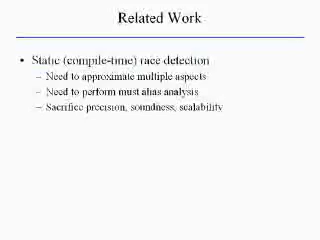 Related Work
• Static (compile-time) race detection
– Need to approximate multiple aspects
– Need to perform must alias analysis
– Sacrifice precision, soundness, scalability